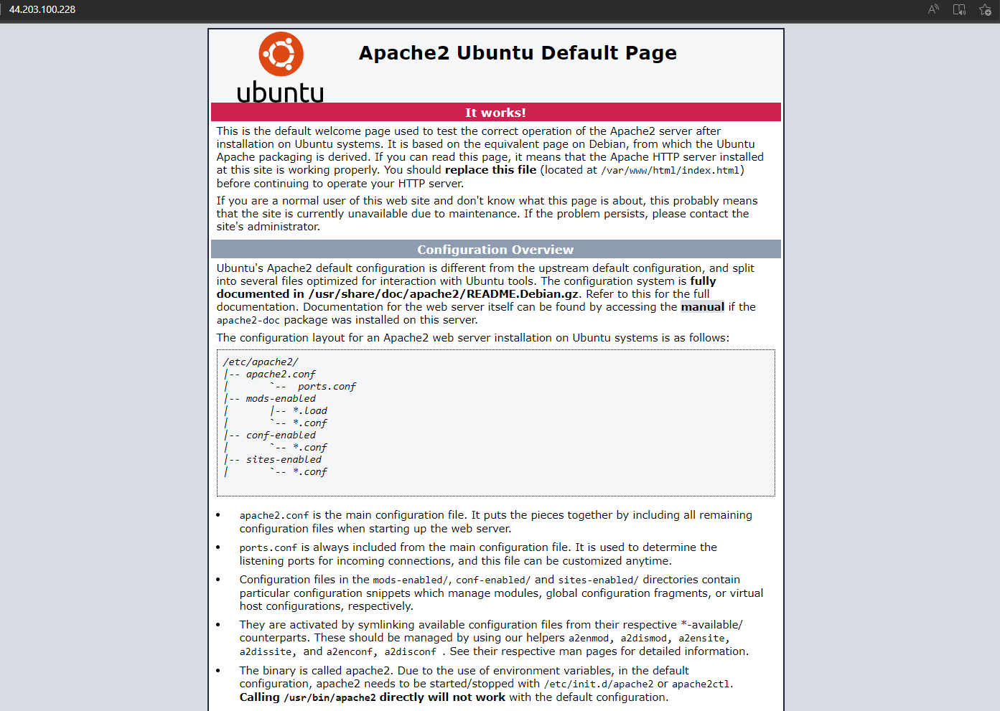 44.203.100.228
Apache2 Ubuntu Default Page
ubuntu
It works!
This is the default welcome page used to test the correct operation of the Apache2 server after
installation on Ubuntu systems. It is based on the equivalent page on Debian, from which the Ubuntu
Apache packaging is derived. If you can read this page, it means that the Apache HTTP server installed
at this site is working properly. You should replace this file (located at /var/www/html/index.html)
before continuing to operate your HTTP server.
If you are a normal user of this web site and don't know what this page is about, this probably means
that the site is currently unavailable due to maintenance. If the problem persists, please contact the
site's administrator.
Configuration Overview
Ubuntu's Apache2 default configuration is different from the upstream default configuration, and split
into several files optimized for interaction with Ubuntu tools. The configuration system is fully
documented in /usr/share/doc/apache2/README.Debian.gz. Refer to this for the full
documentation. Documentation for the web server itself can be found by accessing the manual if the
apache2-doc package was installed on this server.
The configuration layout for an Apache2 web server installation on Ubuntu systems is as follows:
/etc/apache2/
|-- apache2.conf
|       `--  ports.conf
|-- mods-enabled
|       |-- *.load
|       `-- *.conf
|-- conf-enabled
|       `-- *.conf
|-- sites-enabled
|       `-- *.conf
• apache2.conf is the main configuration file. It puts the pieces together by including all remaining
configuration files when starting up the web server.
• ports.conf is always included from the main configuration file. It is used to determine the
listening ports for incoming connections, and this file can be customized anytime.
• Configuration files in the mods-enabled/, conf-enabled/ and sites-enabled/ directories contain
particular configuration snippets which manage modules, global configuration fragments, or virtual
host configurations, respectively.
• They are activated by symlinking available configuration files from their respective *-available/
counterparts. These should be managed by using our helpers a2enmod, a2dismod, a2ensite,
a2dissite, and a2enconf, a2disconf . See their respective man pages for detailed information.
• The binary is called apache2. Due to the use of environment variables, in the default
configuration, apache2 needs to be started/stopped with /etc/init.d/apache2 or apache2ctl.
Calling /usr/bin/apache2 directly will not work with the default configuration.